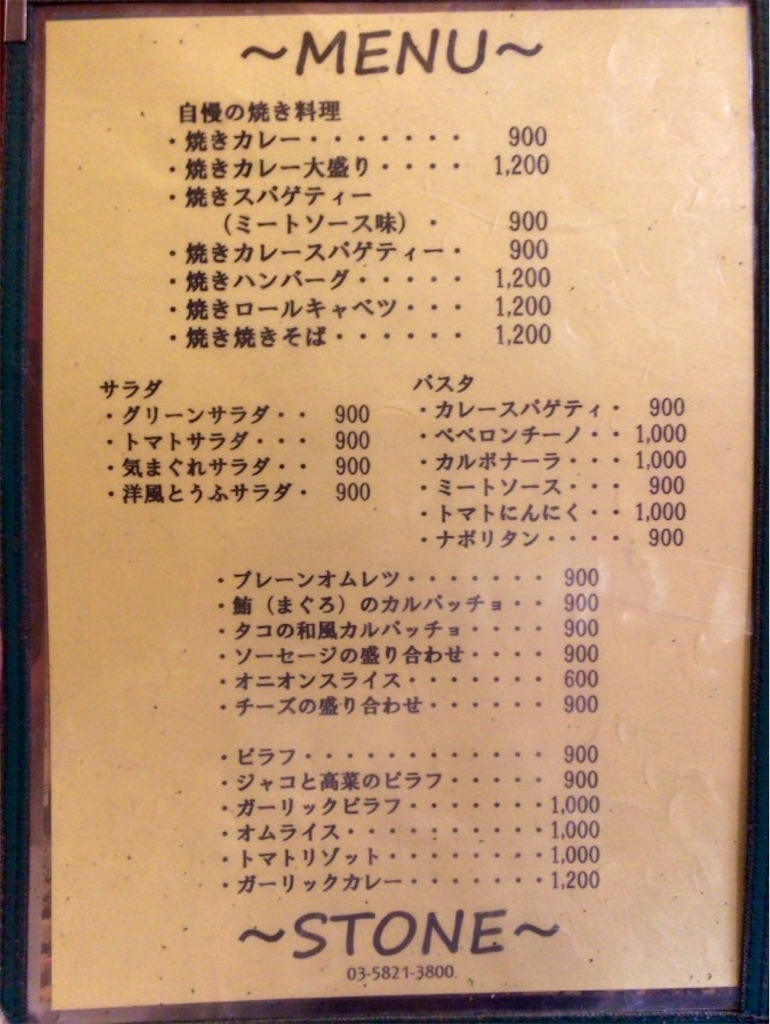 ～MENU～
自慢の焼き料理
・焼きカレー・・・・・・・ 900
・焼きカレー大盛り・・・・ 1,200
・焼きスパゲティー
（ミートソース味）・ 900
・焼きカレースパゲティー・ 900
・焼きハンバーグ・・・・・ 1,200
・焼きロールキャベツ・・・ 1,200
・焼き焼きそば・・・・・・ 1,200
サラダ
・グリーンサラダ・・ 900
・トマトサラダ・・・ 900
・気まぐれサラダ・・ 900
・洋風とうふサラダ・ 900
パスタ
・カレースパゲティ・ 900
・ペペロンチーノ・・ 1,000
・カルボナーラ・・・ 1,000
・ミートソース・・・ 900
・トマトにんにく・・ 1,000
・ナポリタン・・・・ 900
・プレーンオムレツ・・・・・・・ 900
・鮪（まぐろ）のカルパッチョ・・ 900
・タコの和風カルパッチョ・・・・ 900
・ソーセージの盛り合わせ・・・・ 900
・オニオンスライス・・・・・・・ 600
・チーズの盛り合わせ・・・・・・ 900
・ピラフ・・・・・・・・・・・・ 900
・ジャコと高菜のピラフ・・・・・ 900
・ガーリックピラフ・・・・・・・1,000
・オムライス・・・・・・・・・・1,000
・トマトリゾット・・・・・・・・1,000
・ガーリックカレー・・・・・・・1,200
～STONE～
03-5821-3800.